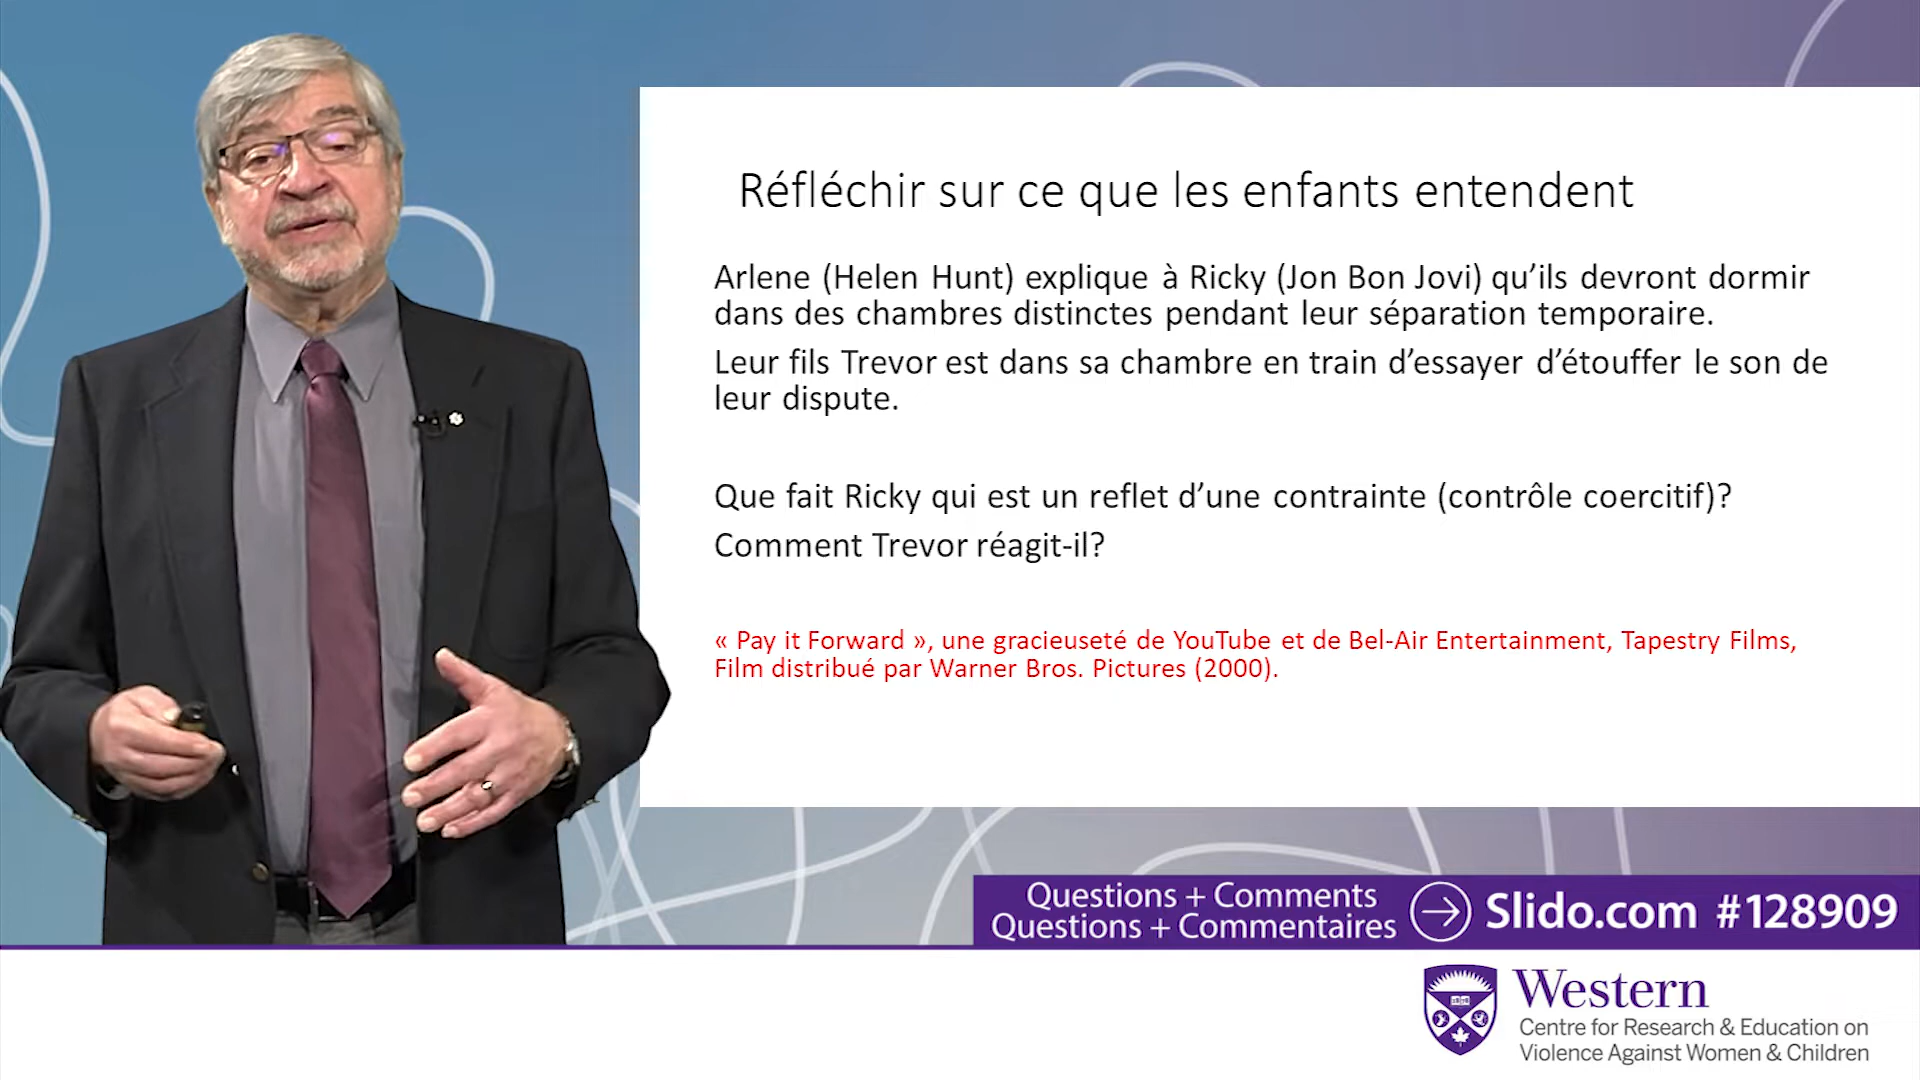 Réfléchir sur ce que les enfants entendent
Arlene (Helen Hunt) explique à Ricky (Jon Bon Jovi) qu’ils devront dormir
dans des chambres distinctes pendant leur séparation temporaire.
Leur fils Trevor est dans sa chambre en train d’essayer d’étouffer le son de
leur dispute.
Que fait Ricky qui est un reflet d’une contrainte (contrôle coercitif)?
Comment Trevor réagit-il?
« Pay it Forward », une gracieuseté de YouTube et de Bel-Air Entertainment, Tapestry Films,
Film distribué par Warner Bros. Pictures (2000).
Questions + Comments
Questions + Commentaires
Slido.com #128909
Western
Centre for Research & Education on
Violence Against Women & Children